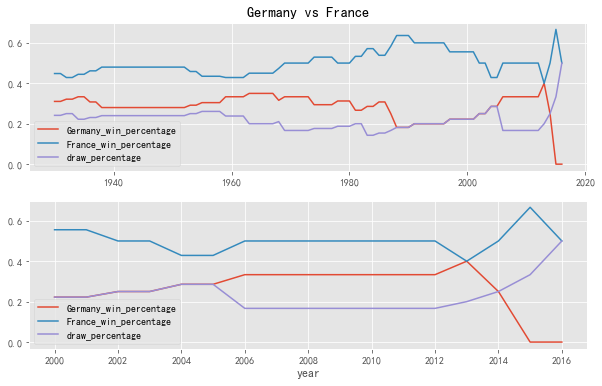 Germany vs France
0.6
0.4
0.2
0.0
Germany_win_percentage
France_win_percentage
draw_percentage
1940
1960
1980
2000
2020
0.6
0.4
0.2
0.0
Germany_win_percentage
France_win_percentage
draw_percentage
2000
2002
2004
2006
2008
2010
2012
2014
2016
year